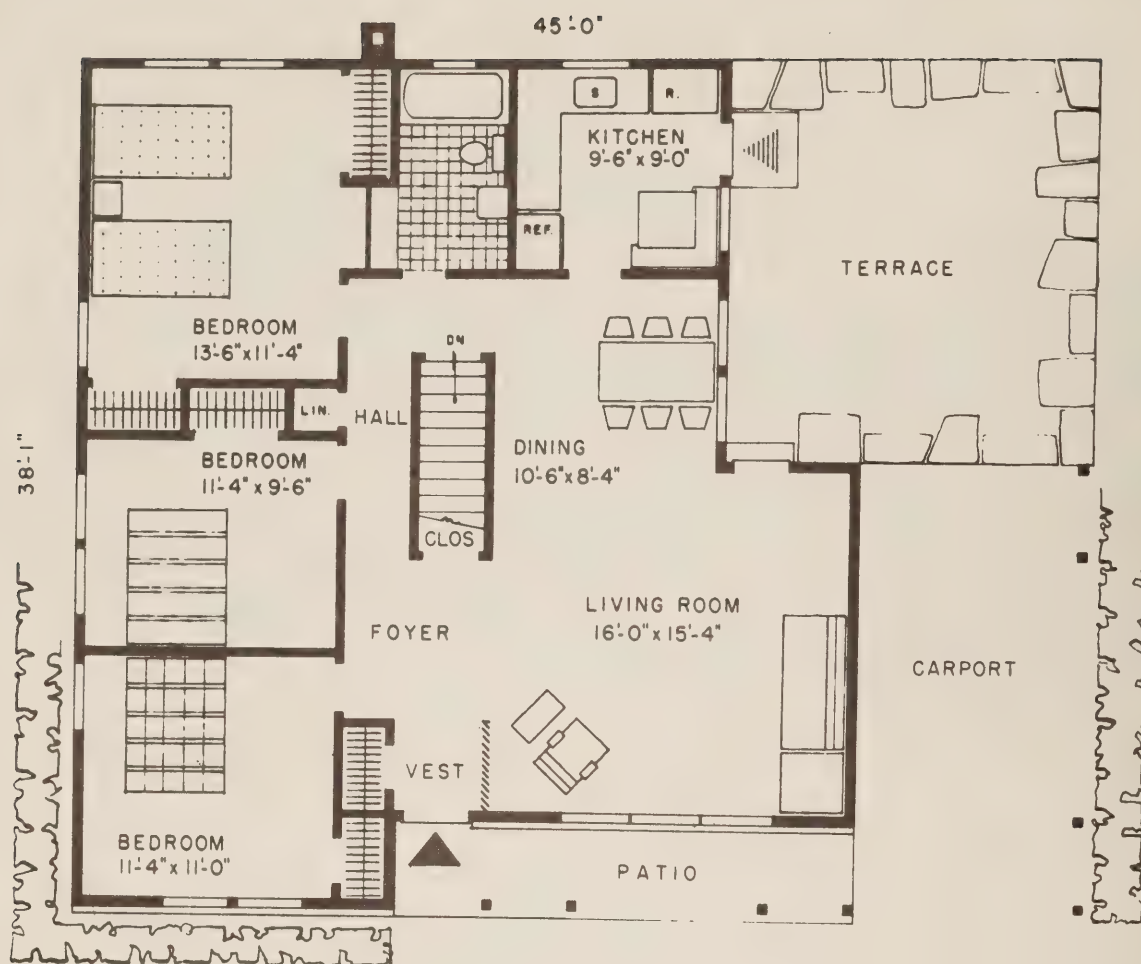 45'-0"
S
R.
KITCHEN
9'-6" x 9'-0"
REF.
TERRACE
BEDROOM
13'-6" x 11'-4"
DN
LIN.
HALL
38'-1"
BEDROOM
11'-4" x 9'-6"
DINING
10'-6" x 8'-4"
CLOS
LIVING ROOM
16'-0" x 15'-4"
FOYER
CARPORT
VEST
BEDROOM
11'-4" x 11'-0"
PATIO